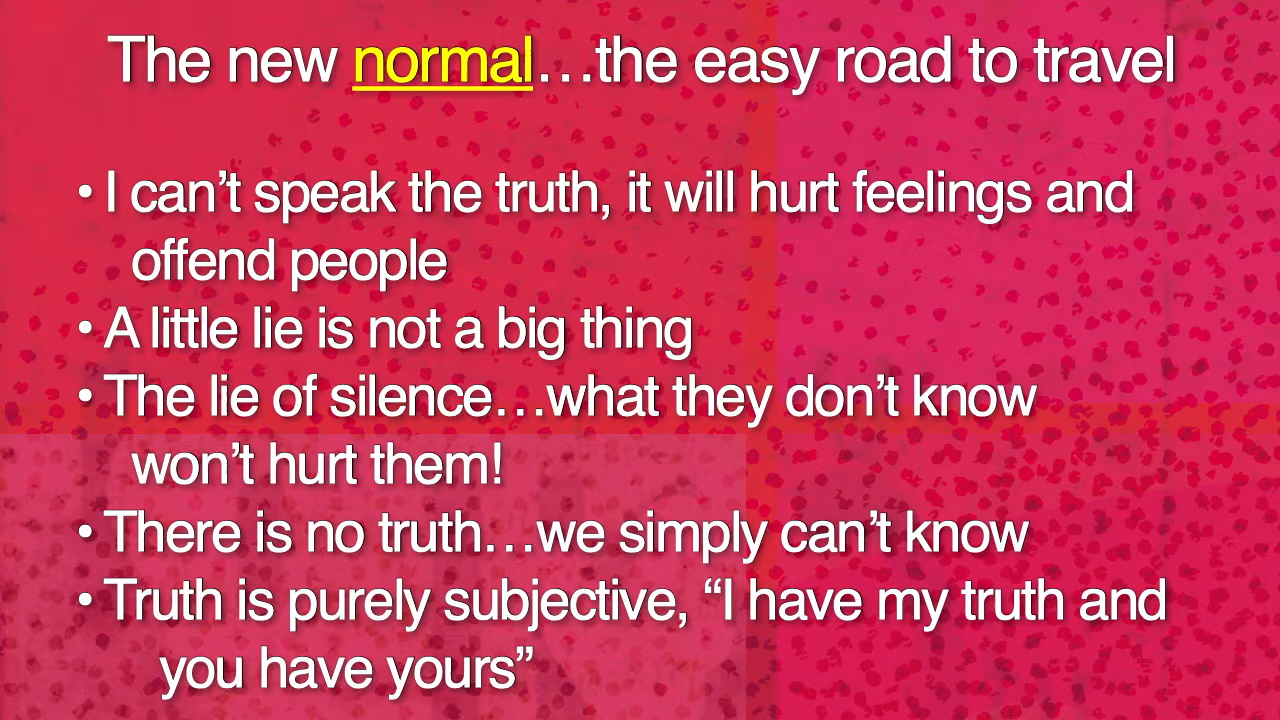 The new normal…the easy road to travel
• I can’t speak the truth, it will hurt feelings and
offend people
• A little lie is not a big thing
• The lie of silence…what they don’t know
won’t hurt them!
• There is no truth…we simply can’t know
• Truth is purely subjective, “I have my truth and
you have yours”